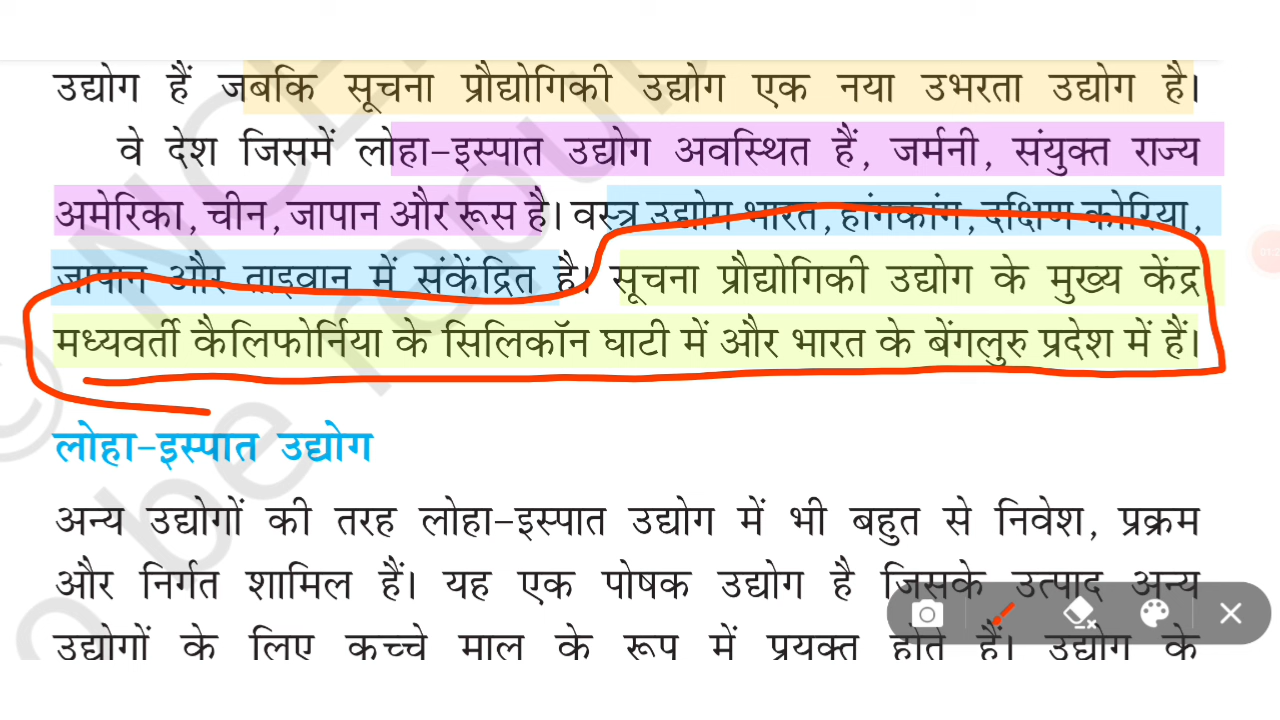 उद्योग हैं जबकि सूचना प्रौद्योगिकी उद्योग एक नया उभरता उद्योग है।
वे देश जिसमें लोहा-इस्पात उद्योग अवस्थित हैं, जर्मनी, संयुक्त राज्य
अमेरिका, चीन, जापान और रूस है। वस्त्र उद्योग भारत, हांगकांग, दक्षिण कोरिया,
जापान और ताइवान में संकेंद्रित है। सूचना प्रौद्योगिकी उद्योग के मुख्य केंद्र
मध्यवर्ती कैलिफोर्निया के सिलिकॉन घाटी में और भारत के बेंगलुरु प्रदेश में हैं।
लोहा-इस्पात उद्योग
अन्य उद्योगों की तरह लोहा-इस्पात उद्योग में भी बहुत से निवेश, प्रक्रम
और निर्गत शामिल हैं। यह एक पोषक उद्योग है जिसके उत्पाद अन्य
उद्योगों के लिए कच्चे माल के रूप में प्रयुक्त होते हैं। उद्योग के